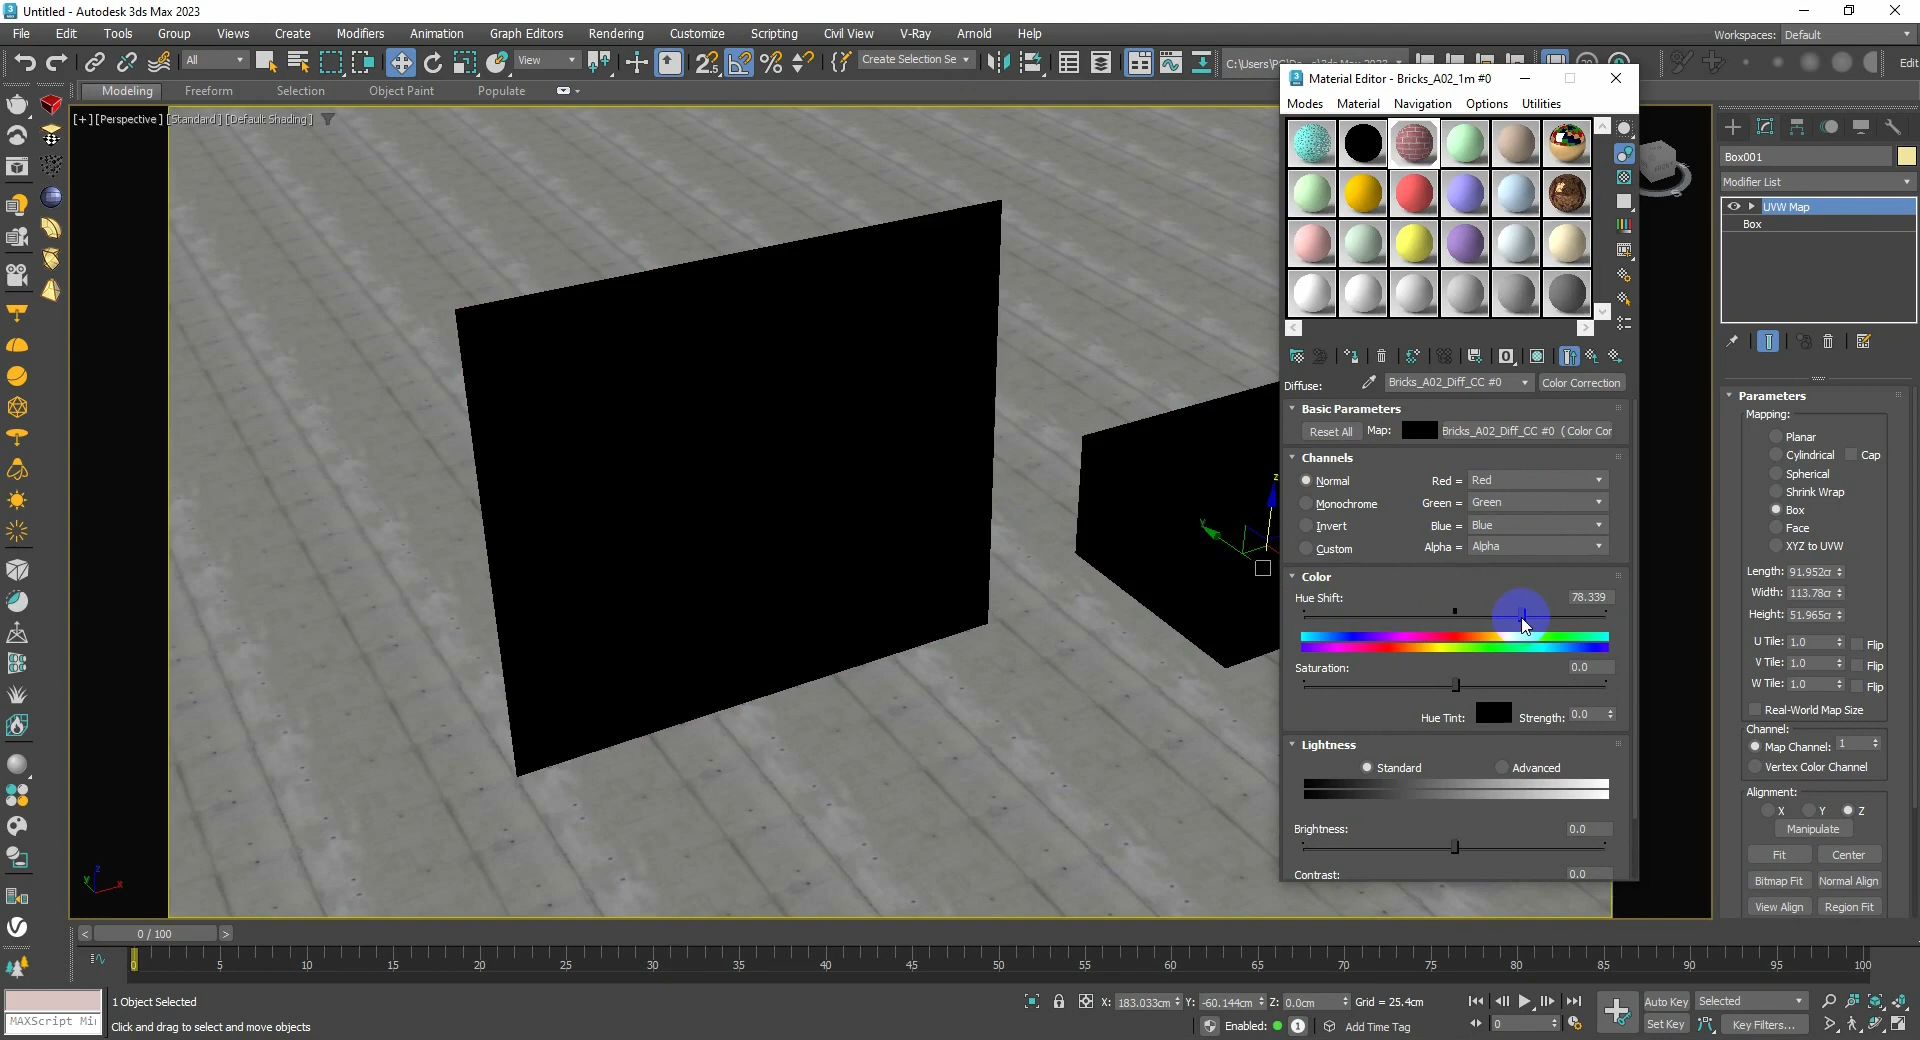 Untitled - Autodesk 3ds Max 2023
File Edit Tools Group Views Create Modifiers Animation Graph Editors Rendering Customize Scripting Civil View V-Ray Arnold Help
Workspaces: Default
All View Create Selection Se Edit
Modeling Freeform Selection Object Paint Populate
[+] [Perspective ] [Standard ] [Default Shading ]
Material Editor - Bricks_A02_1m #0
Modes Material Navigation Options Utilities
Diffuse: Bricks_A02_Diff_CC #0 Color Correction
Basic Parameters
Reset All Map: Bricks_A02_Diff_CC #0 ( Color Cor
Channels
Normal Red = Red
Monochrome Green = Green
Invert Blue = Blue
Custom Alpha = Alpha
Color
Hue Shift: 78.339
Saturation: 0.0
Hue Tint: Strength: 0.0
Lightness
Standard Advanced
Brightness: 0.0
Contrast: 0.0
Box001
Modifier List
UVW Map
Box
Parameters
Mapping:
Planar
Cylindrical Cap
Spherical
Shrink Wrap
Box
Face
XYZ to UVW
Length: 91.952cr
Width: 113.78cr
Height: 51.965cr
U Tile: 1.0 Flip
V Tile: 1.0 Flip
W Tile: 1.0 Flip
Real-World Map Size
Channel:
Map Channel: 1
Vertex Color Channel
Alignment:
X Y Z
Manipulate
Fit Center
Bitmap Fit Normal Align
View Align Region Fit
z
y
z
y x
< 0 / 100 >
0 5 10 15 20 25 30 35 40 45 50 55 60 65 70 75 80 85 90 95 100
1 Object Selected
MAXScript Mi
Click and drag to select and move objects
X: 183.033cm Y: -60.144cm Z: 0.0cm Grid = 25.4cm
Enabled: 1 Add Time Tag
0
Auto Key Selected
Set Key Key Filters...